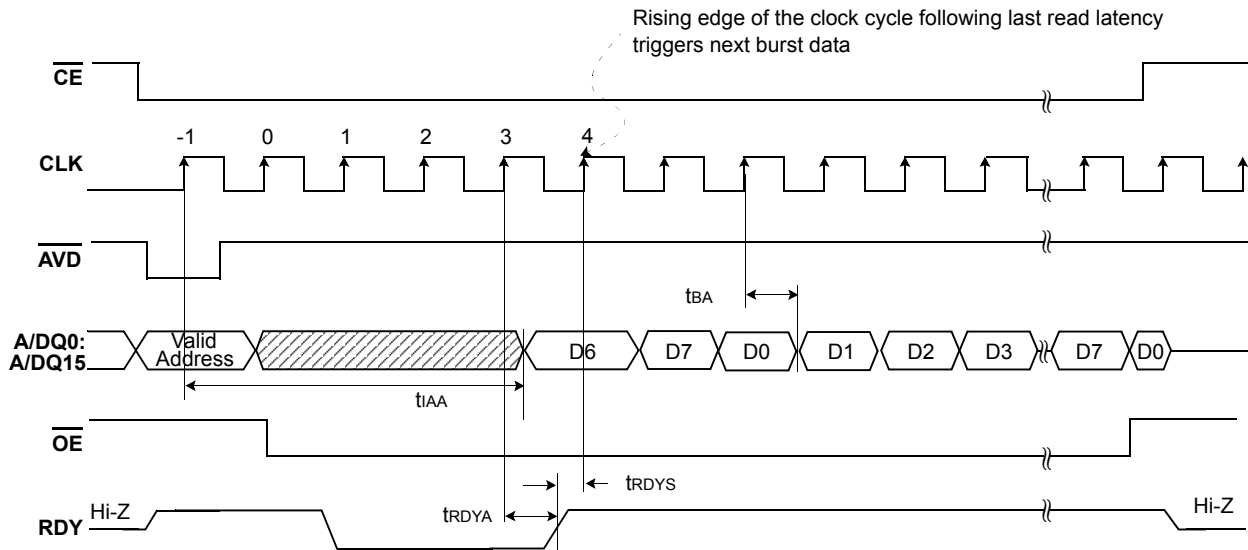 Rising edge of the clock cycle following last read latency
triggers next burst data
CE
-1 0 1 2 3 4
CLK
AVD
tBA
A/DQ0:
A/DQ15
Valid
Address
D6 D7 D0 D1 D2 D3 D7 D0
tIAA
OE
tRDYS
tRDYA
Hi-Z
RDY
Hi-Z